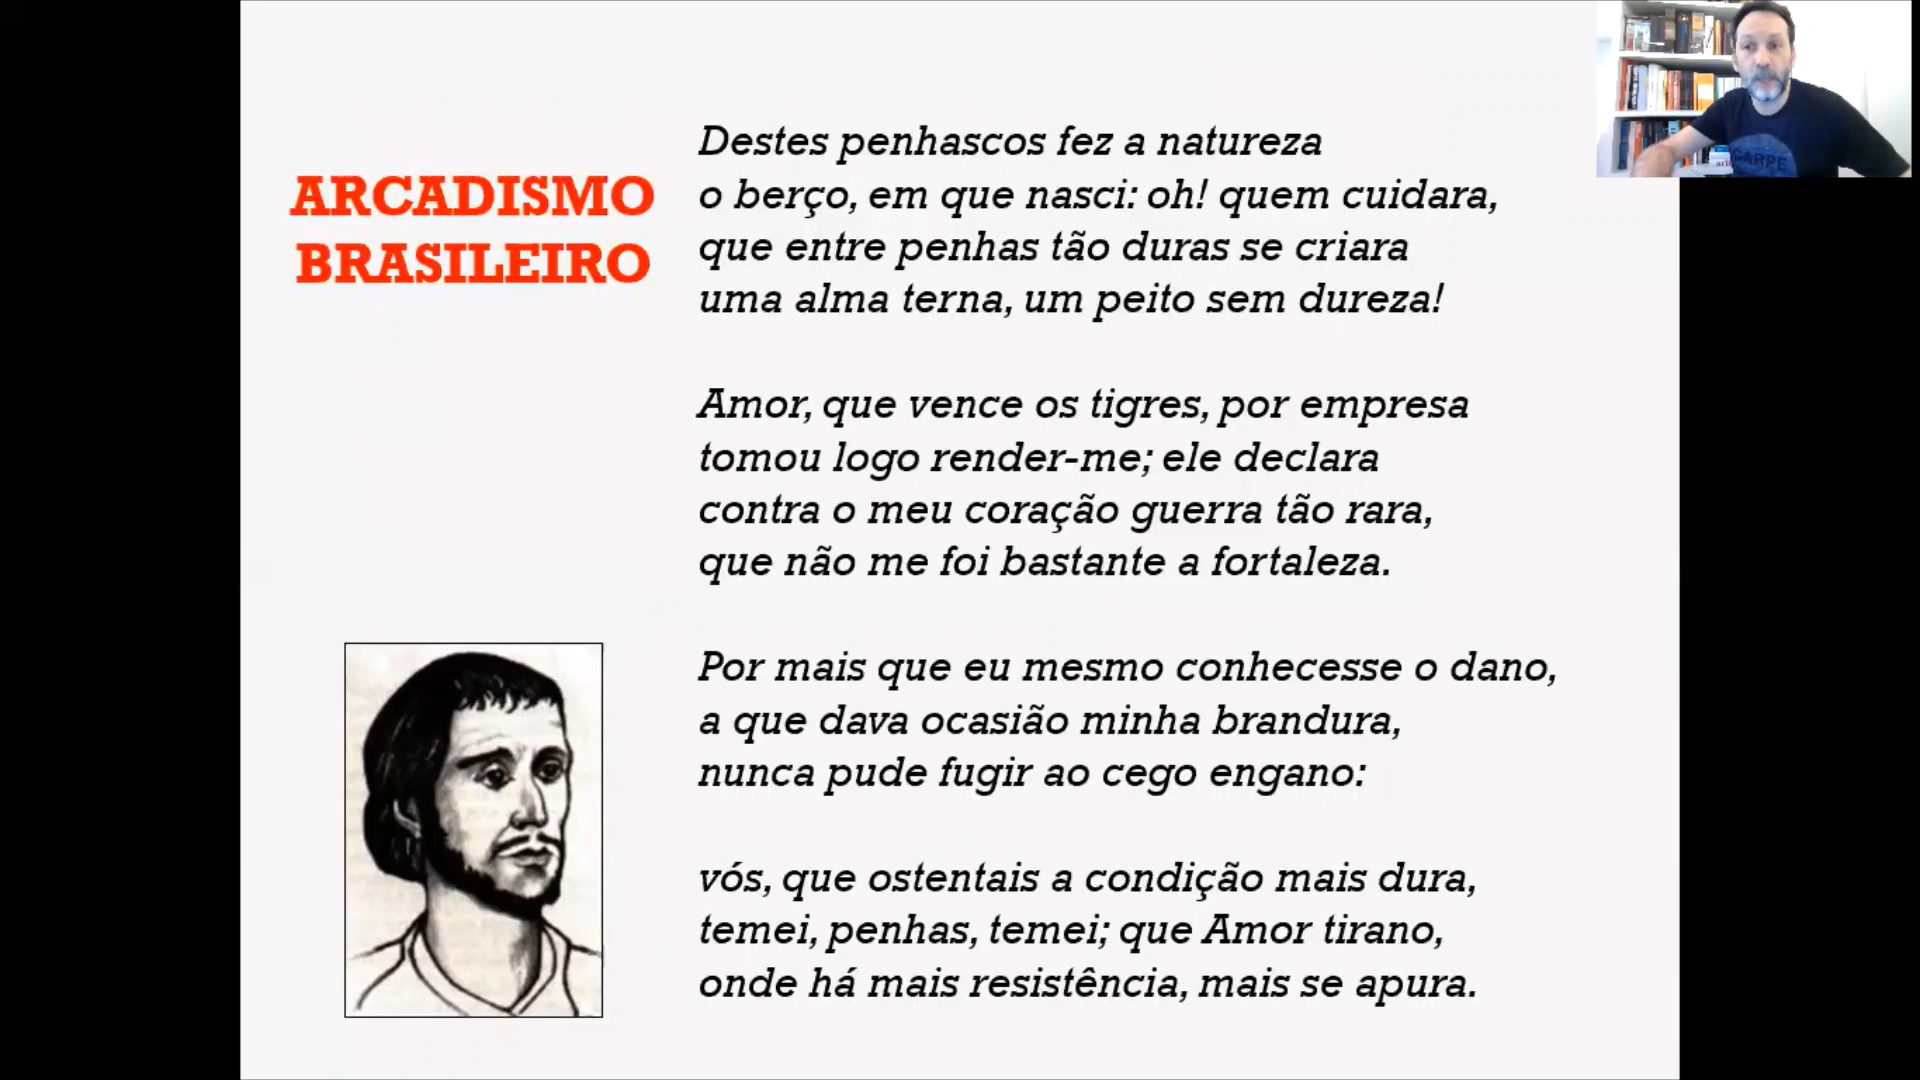 ARCADISMO
BRASILEIRO
Destes penhascos fez a natureza
o berço, em que nasci: oh! quem cuidara,
que entre penhas tão duras se criara
uma alma terna, um peito sem dureza!
Amor, que vence os tigres, por empresa
tomou logo render-me; ele declara
contra o meu coração guerra tão rara,
que não me foi bastante a fortaleza.
Por mais que eu mesmo conhecesse o dano,
a que dava ocasião minha brandura,
nunca pude fugir ao cego engano:
vós, que ostentais a condição mais dura,
temei, penhas, temei; que Amor tirano,
onde há mais resistência, mais se apura.
CARPE